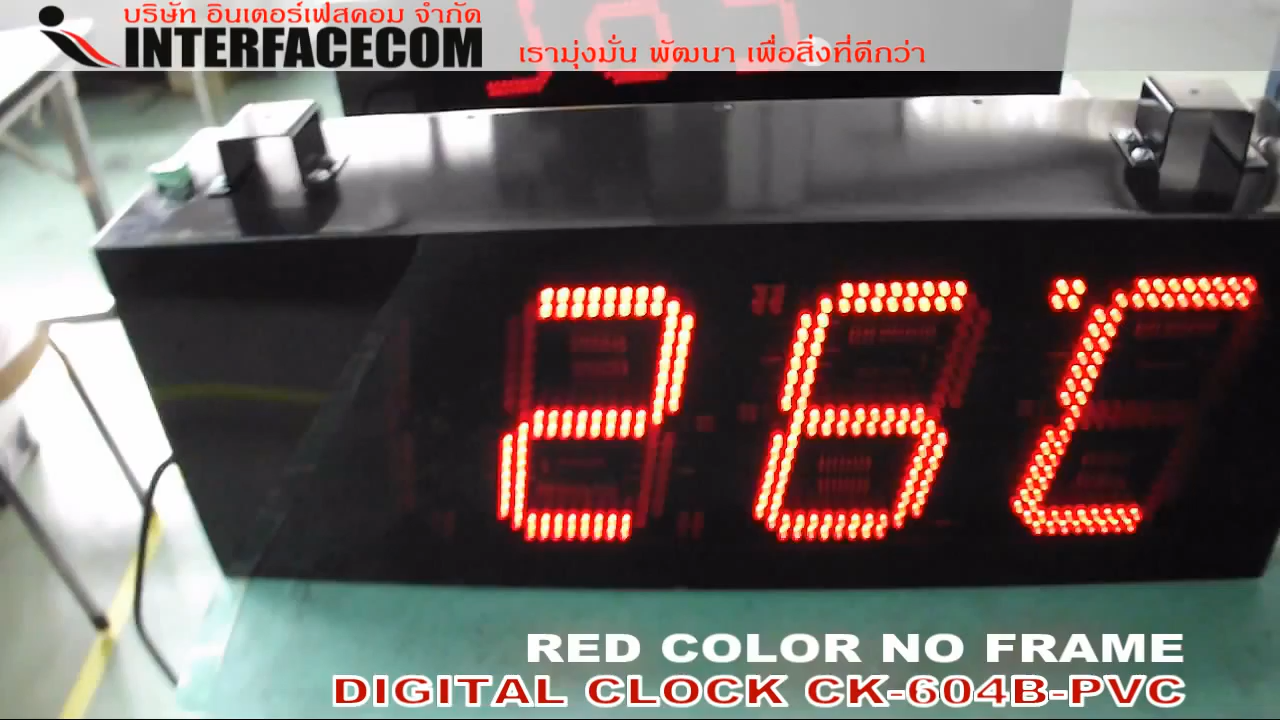 บริษัท อินเตอร์เฟสคอม จำกัด
INTERFACECOM
เรามุ่งมั่น พัฒนา เพื่อสิ่งที่ดีกว่า
26°C
RED COLOR NO FRAME
DIGITAL CLOCK CK-604B-PVC